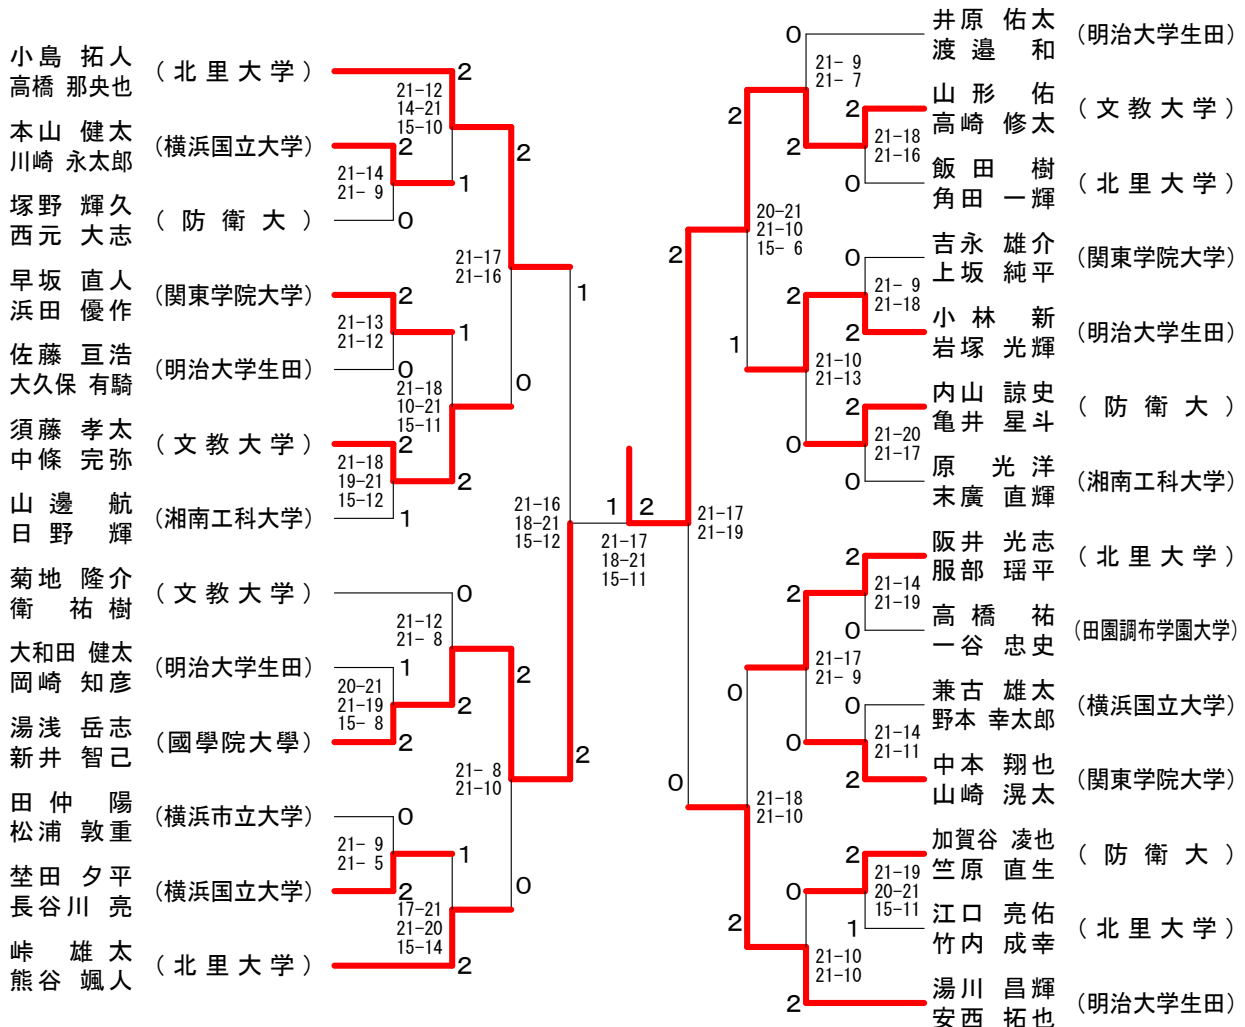 小島 拓人
高橋 那央也
(北里大学)
2
21-12
14-21
15-10
本山 健太
川崎 永太郎
(横浜国立大学)
2
2
21-14
21- 9
1
塚野 輝久
西元 大志
(防衛大)
0
21-17
21-16
早坂 直人
浜田 優作
(関東学院大学)
2
1
21-13
21-12
1
佐藤 亘浩
大久保 有騎
(明治大学生田)
0
21-18
10-21
15-11
0
須藤 孝太
中條 完弥
(文教大学)
2
21-18
19-21
15-12
2
山邊 航
日野 輝
(湘南工科大学)
1
21-16
18-21
15-12
菊地 隆介
衛 祐樹
(文教大学)
0
21-12
21- 8
大和田 健太
岡崎 知彦
(明治大学生田)
1
2
20-21
21-19
15- 8
2
湯浅 岳志
新井 智己
(國學院大學)
2
2
21- 8
21-10
田仲 陽
松浦 敦重
(横浜市立大学)
0
21- 9
21- 5
1
埜田 夕平
長谷川 亮
(横浜国立大学)
2
0
17-21
21-20
15-14
峠 雄太
熊谷 颯人
(北里大学)
2
1
2
21-17
18-21
15-11
井原 佑太
渡邉 和
(明治大学生田)
0
21- 9
21- 7
山形 佑
高崎 修太
(文教大学)
2
2
21-18
21-16
2
飯田 樹
角田 一輝
(北里大学)
0
20-21
21-10
15- 6
2
吉永 雄介
上坂 純平
(関東学院大学)
0
21- 9
21-18
2
小林 新
岩塚 光輝
(明治大学生田)
2
1
21-10
21-13
内山 諒史
亀井 星斗
(防衛大)
2
21-20
21-17
0
原 光洋
末廣 直輝
(湘南工科大学)
0
21-17
21-19
阪井 光志
服部 瑶平
(北里大学)
2
21-14
21-19
2
高橋 祐
一谷 忠史
(田園調布学園大学)
0
21-17
21- 9
0
兼古 雄太
野本 幸太郎
(横浜国立大学)
0
21-14
21-11
0
中本 翔也
山崎 滉太
(関東学院大学)
2
0
21-18
21-10
加賀谷 凌也
竺原 直生
(防衛大)
2
21-19
20-21
15-11
0
江口 亮佑
竹内 成幸
(北里大学)
1
2
21-10
21-10
湯川 昌輝
安西 拓也
(明治大学生田)
2